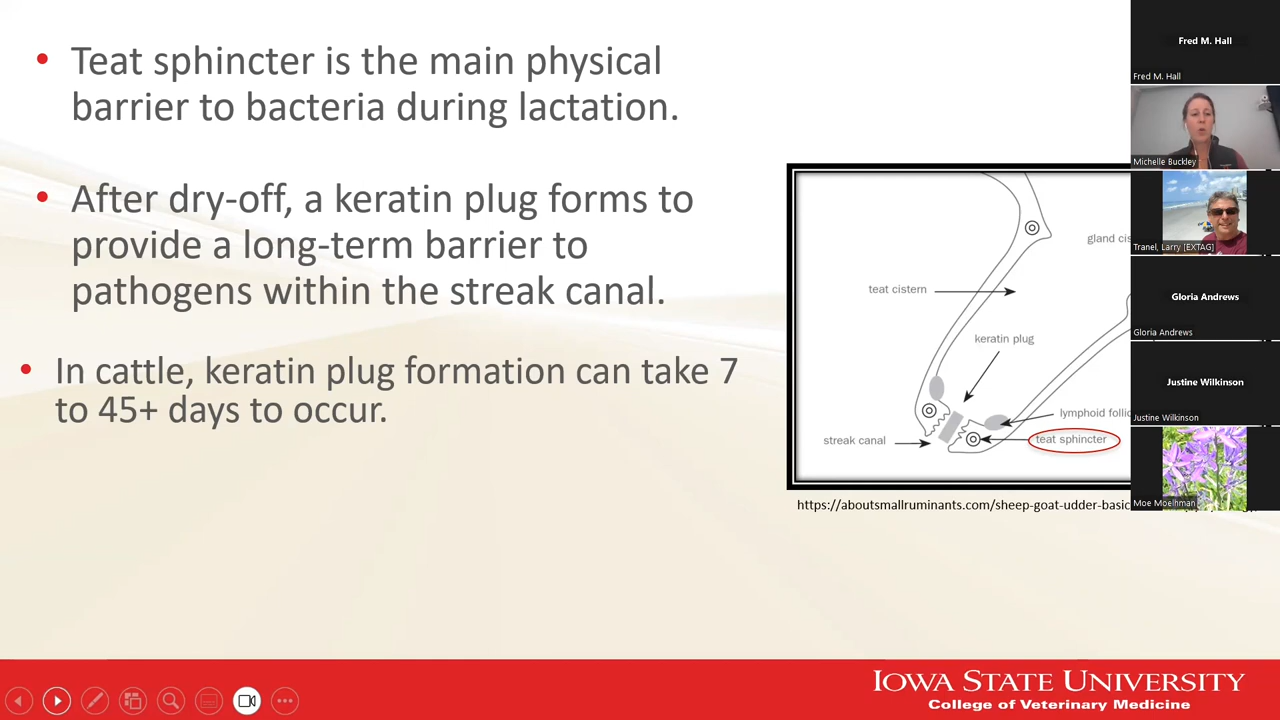 • Teat sphincter is the main physical
barrier to bacteria during lactation.
• After dry-off, a keratin plug forms to
provide a long-term barrier to
pathogens within the streak canal.
• In cattle, keratin plug formation can take 7
to 45+ days to occur.
gland cis
teat cistern
keratin plug
lymphoid follic
streak canal
teat sphincter
https://aboutsmallruminants.com/sheep-goat-udder-basic
Fred M. Hall
Fred M. Hall
Michelle Buckley
Tranel, Larry [EXTAG]
Gloria Andrews
Gloria Andrews
Justine Wilkinson
Justine Wilkinson
Moe Moelhman
IOWA STATE UNIVERSITY
College of Veterinary Medicine